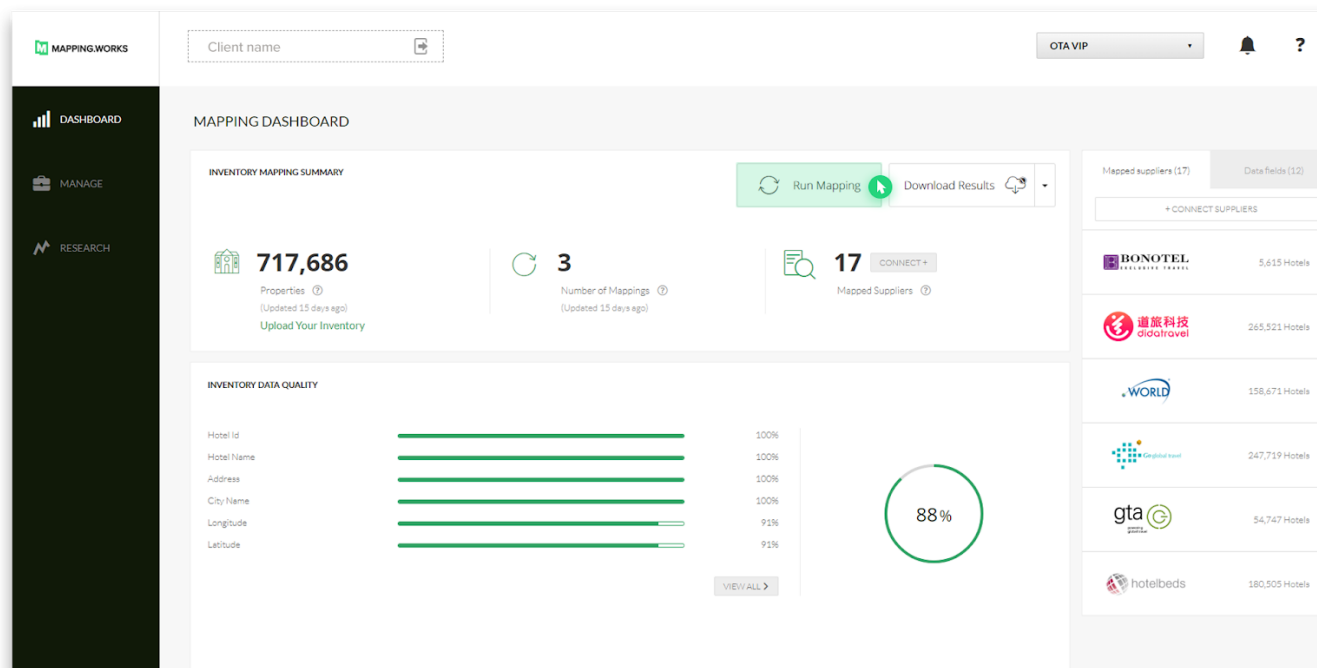 MAPPING.WORKS
Client name
OTA VIP
?
DASHBOARD
MANAGE
RESEARCH
MAPPING DASHBOARD
INVENTORY MAPPING SUMMARY
Run Mapping
Download Results
717,686
Properties ?
(Updated 15 days ago)
Upload Your Inventory
3
Number of Mappings ?
(Updated 15 days ago)
17 CONNECT +
Mapped Suppliers ?
INVENTORY DATA QUALITY
Hotel Id 100%
Hotel Name 100%
Address 100%
City Name 100%
Longitude 91%
Latitude 91%
VIEW ALL >
88%
Mapped suppliers (17) Data fields (12)
+ CONNECT SUPPLIERS
BONOTEL
EXCLUSIVE TRAVEL
5,615 Hotels
道旅科技
didatravel
265,521 Hotels
.WORLD
158,671 Hotels
Go global travel
247,719 Hotels
gta
54,747 Hotels
hotelbeds
180,505 Hotels